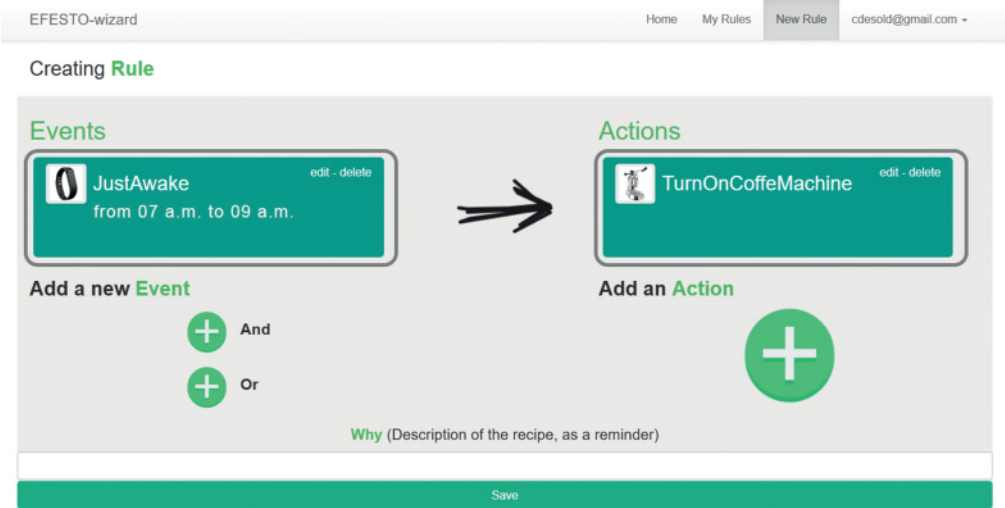 EFESTO-wizard Home My Rules New Rule cdesold@gmail.com
Creating Rule
Events
JustAwake edit - delete
from 07 a.m. to 09 a.m.
Actions
TurnOnCoffeMachine edit - delete
Add a new Event
And
Or
Add an Action
Why (Description of the recipe, as a reminder)
Save